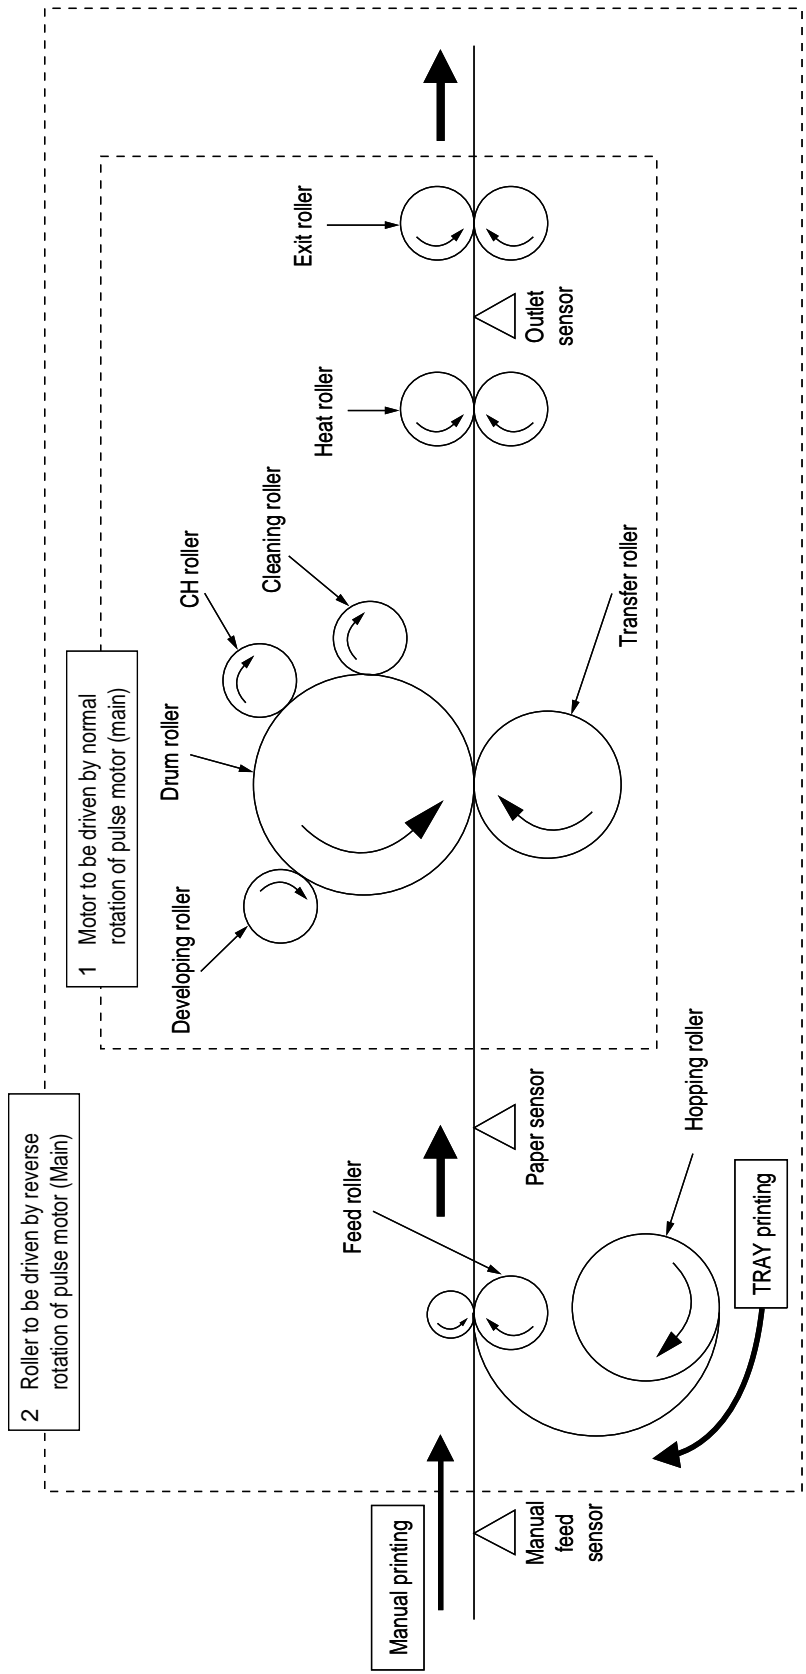 2 Roller to be driven by reverse
rotation of pulse motor (Main)
1 Motor to be driven by normal
rotation of pulse motor (main)
Developing roller
Drum roller
CH roller
Cleaning roller
Heat roller
Exit roller
Manual printing
Feed roller
Manual
feed
sensor
Paper sensor
Transfer roller
Outlet
sensor
Hopping roller
TRAY printing